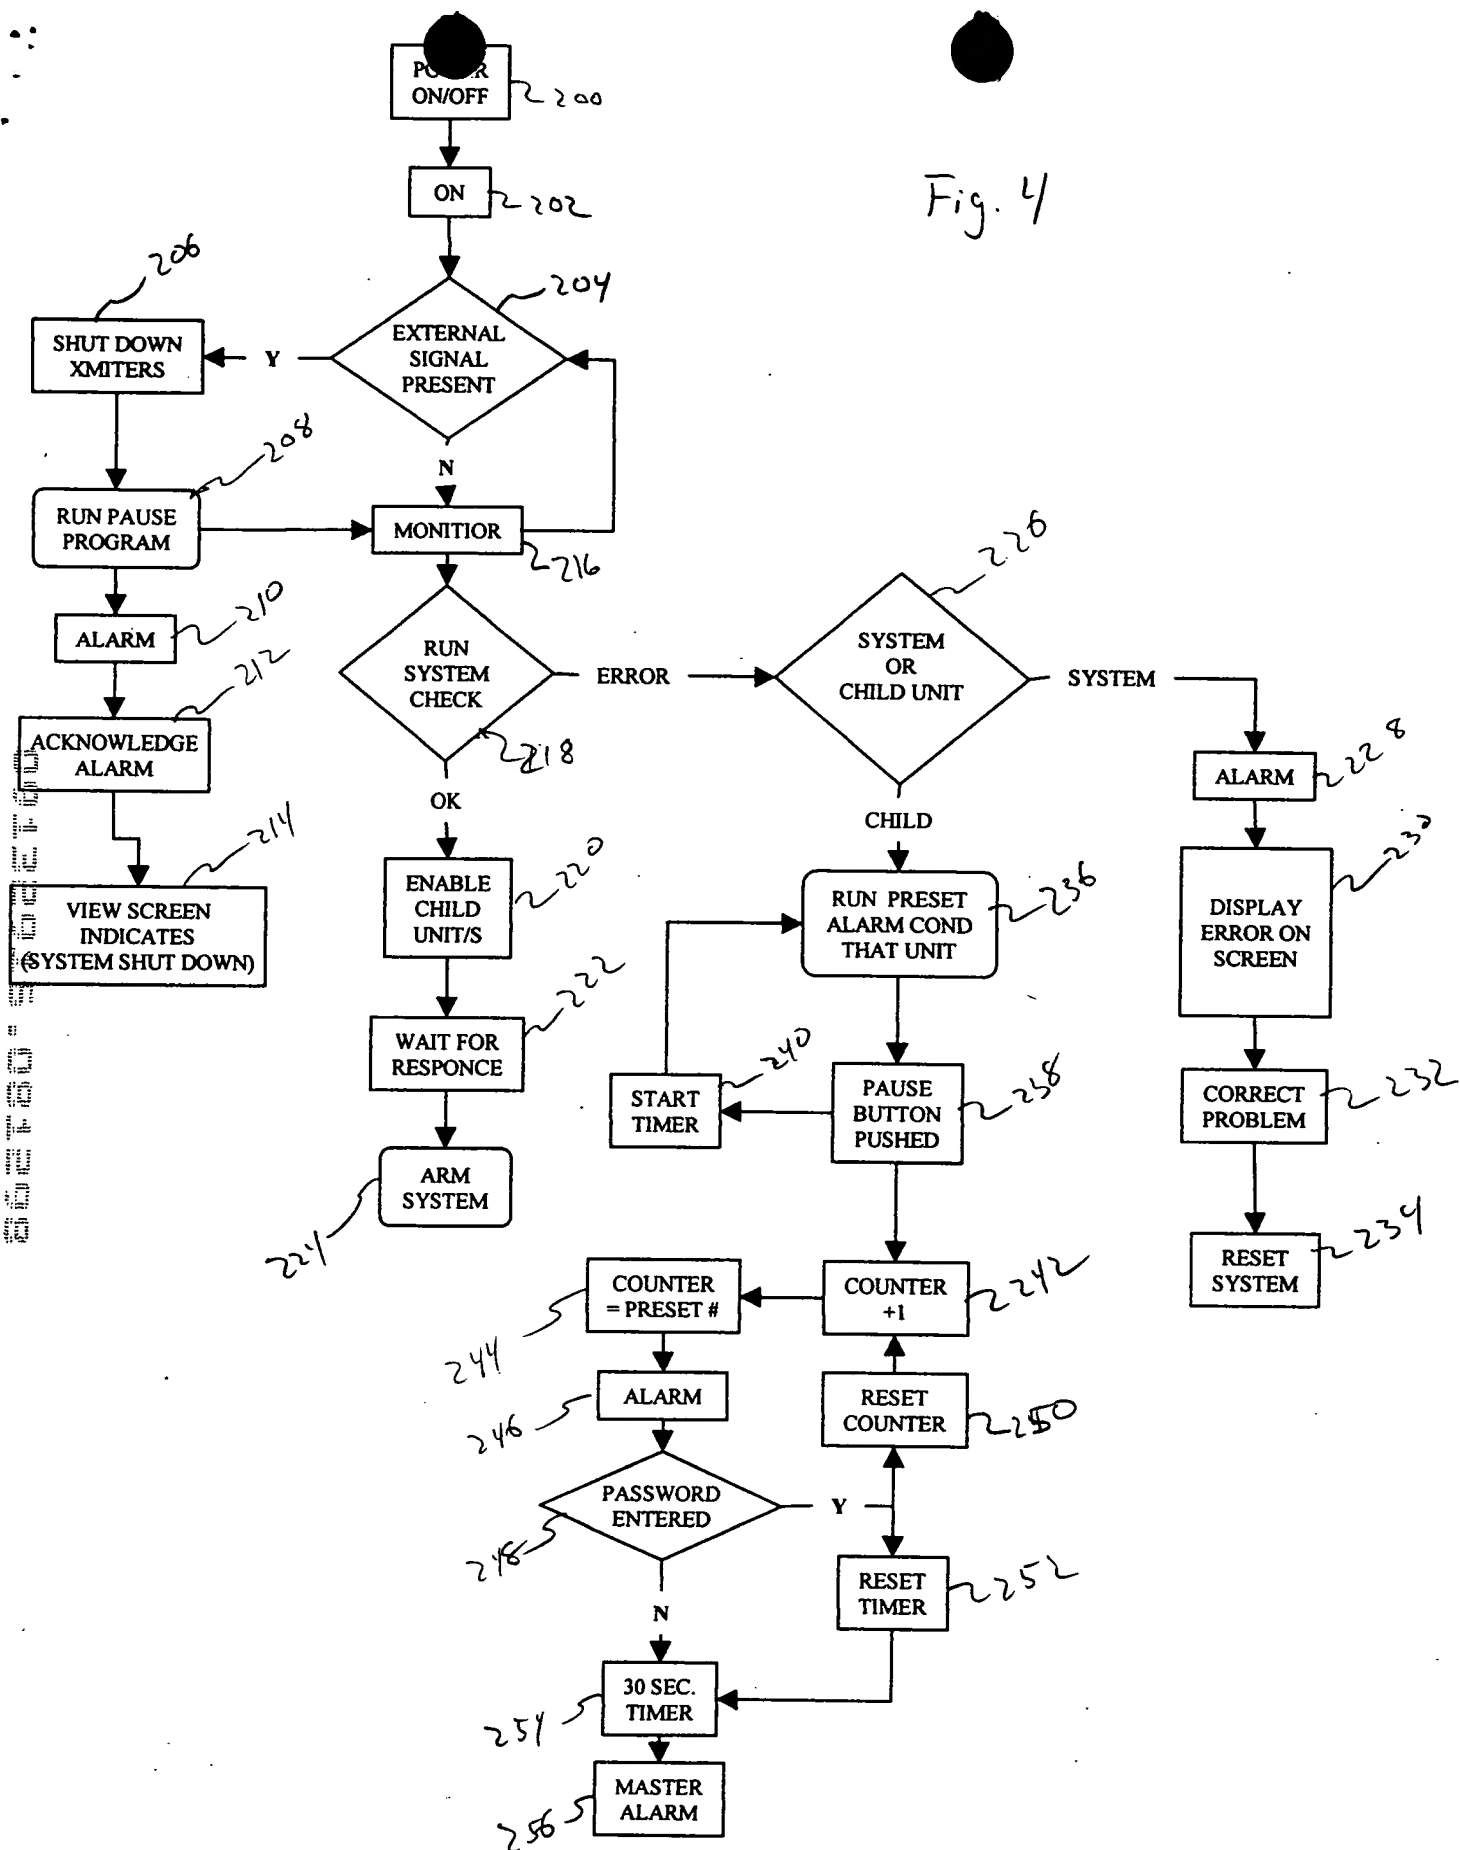 ON/OFF
200
ON
202
Fig. 4
206
204
SHUT DOWN
XMITERS
Y
EXTERNAL
SIGNAL
PRESENT
208
N
RUN PAUSE
PROGRAM
MONITIOR
216
226
210
ALARM
RUN
SYSTEM
CHECK
218
ERROR
SYSTEM
OR
CHILD UNIT
SYSTEM
212
ACKNOWLEDGE
ALARM
ALARM
228
OK
CHILD
214
VIEW SCREEN
INDICATES
(SYSTEM SHUT DOWN)
ENABLE
CHILD
UNIT/S
220
RUN PRESET
ALARM COND
THAT UNIT
236
DISPLAY
ERROR ON
SCREEN
230
WAIT FOR
RESPONCE
222
START
TIMER
240
PAUSE
BUTTON
PUSHED
238
CORRECT
PROBLEM
232
ARM
SYSTEM
224
COUNTER
= PRESET #
244
COUNTER
+1
242
RESET
SYSTEM
234
ALARM
246
RESET
COUNTER
250
PASSWORD
ENTERED
248
Y
RESET
TIMER
252
N
30 SEC.
TIMER
254
MASTER
ALARM
256